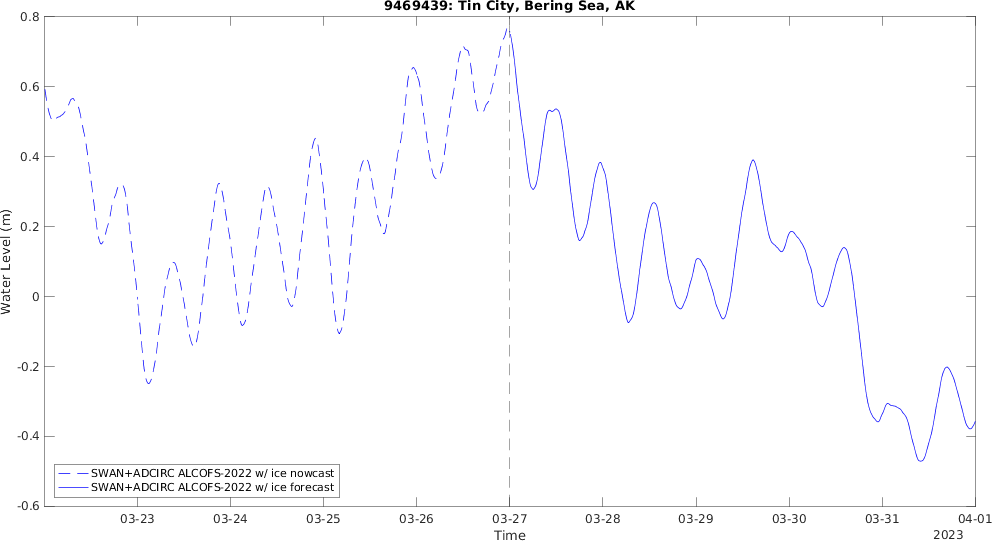 9469439: Tin City, Bering Sea, AK
0.8
0.6
0.4
0.2
0
-0.2
-0.4
-0.6
Water Level (m)
SWAN+ADCIRC ALCOFS-2022 w/ ice nowcast
SWAN+ADCIRC ALCOFS-2022 w/ ice forecast
03-23 03-24 03-25 03-26 03-27 03-28 03-29 03-30 03-31 04-01
Time
2023